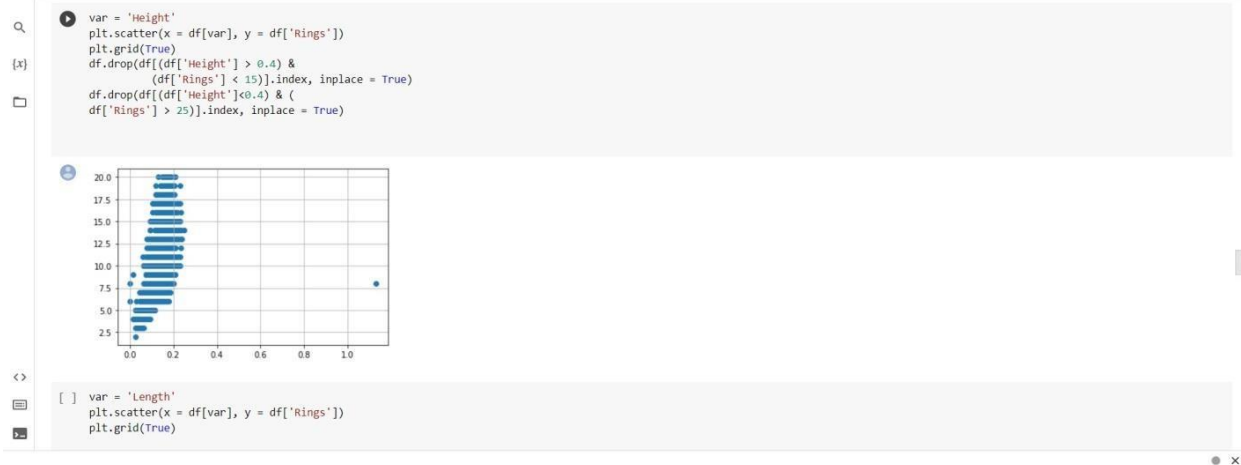 var = 'Height'
plt.scatter(x = df[var], y = df['Rings'])
plt.grid(True)
df.drop(df[(df['Height'] > 0.4) &
(df['Rings'] < 15)].index, inplace = True)
df.drop(df[(df['Height']<0.4) & (
df['Rings'] > 25)].index, inplace = True)
{x}
20.0
17.5
15.0
12.5
10.0
7.5
5.0
2.5
0.0 0.2 0.4 0.6 0.8 1.0
<>
[ ] var = 'Length'
plt.scatter(x = df[var], y = df['Rings'])
plt.grid(True)